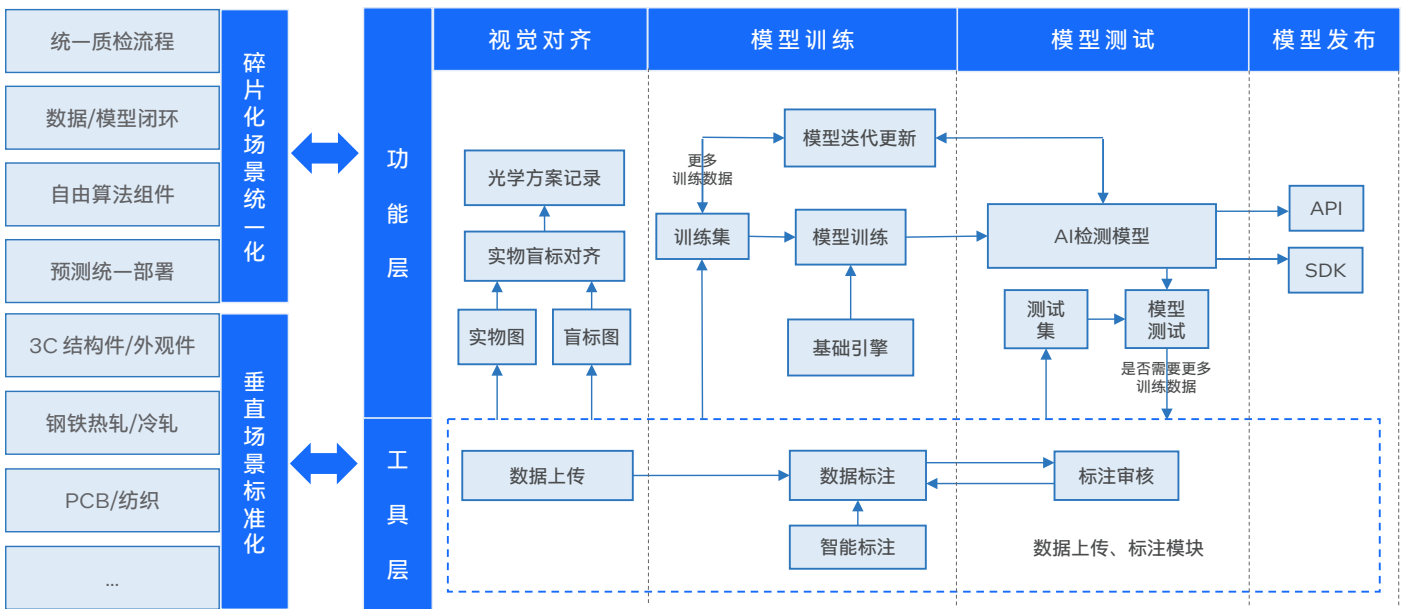 统一质检流程
数据/模型闭环
自由算法组件
预测统一部署
碎片化场景统一化
3C 结构件/外观件
钢铁热轧/冷轧
PCB/纺织
...
垂直场景标准化
功能层
工具层
视觉对齐
模型训练
模型测试
模型发布
光学方案记录
实物盲标对齐
实物图
盲标图
模型迭代更新
更多
训练数据
训练集
模型训练
基础引擎
AI检测模型
测试
集
模型
测试
是否需要更多
训练数据
API
SDK
数据上传
数据标注
标注审核
智能标注
数据上传、标注模块